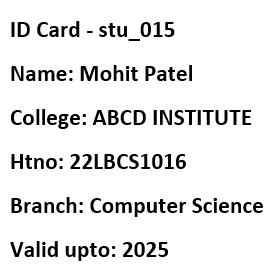 ID Card - stu_015
Name: Mohit Patel
College: ABCD INSTITUTE
Htno: 22LBCS1016
Branch: Computer Science
Valid upto: 2025